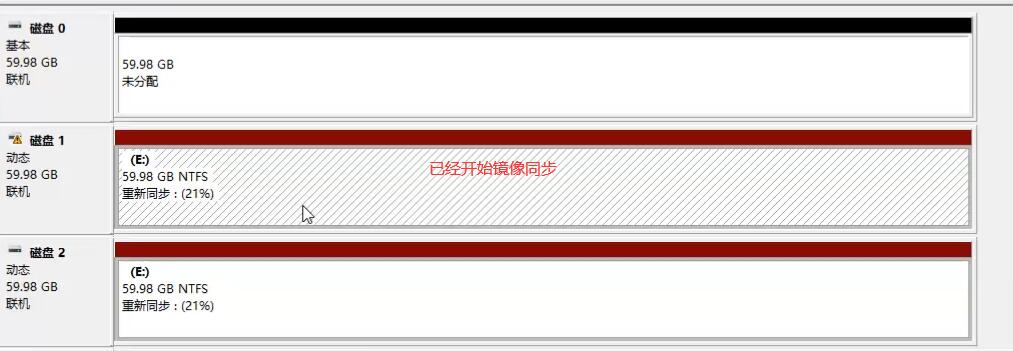 磁盘 0
基本
59.98 GB
联机
59.98 GB
未分配
磁盘 1
动态
59.98 GB
联机
(E:)
59.98 GB NTFS
重新同步 : (21%)
已经开始镜像同步
磁盘 2
动态
59.98 GB
联机
(E:)
59.98 GB NTFS
重新同步 : (21%)